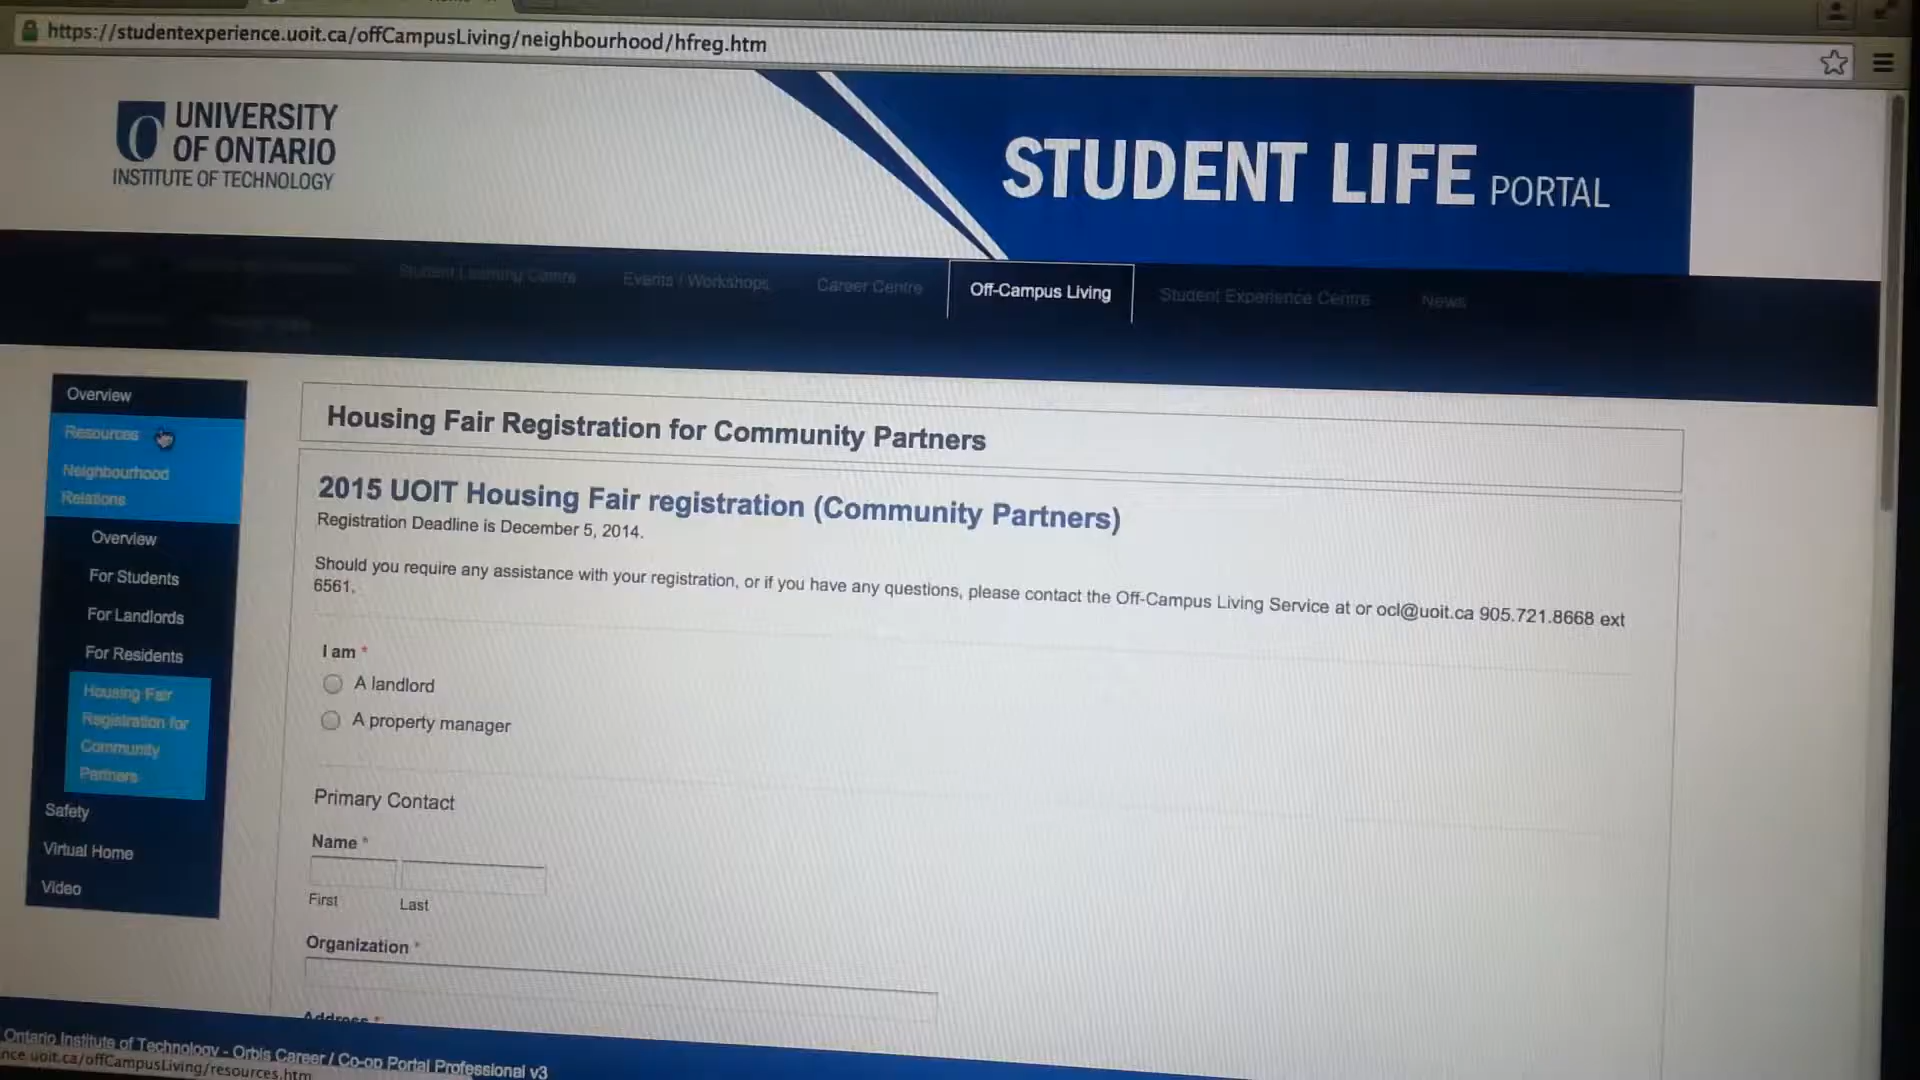 https://studentexperience.uoit.ca/offCampusLiving/neighbourhood/hfreg.htm
UNIVERSITY
OF ONTARIO
INSTITUTE OF TECHNOLOGY
STUDENT LIFE PORTAL
Student Learning Centre Events / Workshops Career Centre Off-Campus Living Student Experience Centre News
Overview
Resources
Neighbourhood
Relations
Overview
For Students
For Landlords
For Residents
Housing Fair
Registration for
Community
Partners
Safety
Virtual Home
Video
Housing Fair Registration for Community Partners
2015 UOIT Housing Fair registration (Community Partners)
Registration Deadline is December 5, 2014.
Should you require any assistance with your registration, or if you have any questions, please contact the Off-Campus Living Service at or ocl@uoit.ca 905.721.8668 ext
6561.
I am *
A landlord
A property manager
Primary Contact
Name *
First Last
Organization *
Address *
Ontario Institute of Technology - Orbis Career / Co-op Portal Professional v3
nce.uoit.ca/offCampusLiving/resources.htm